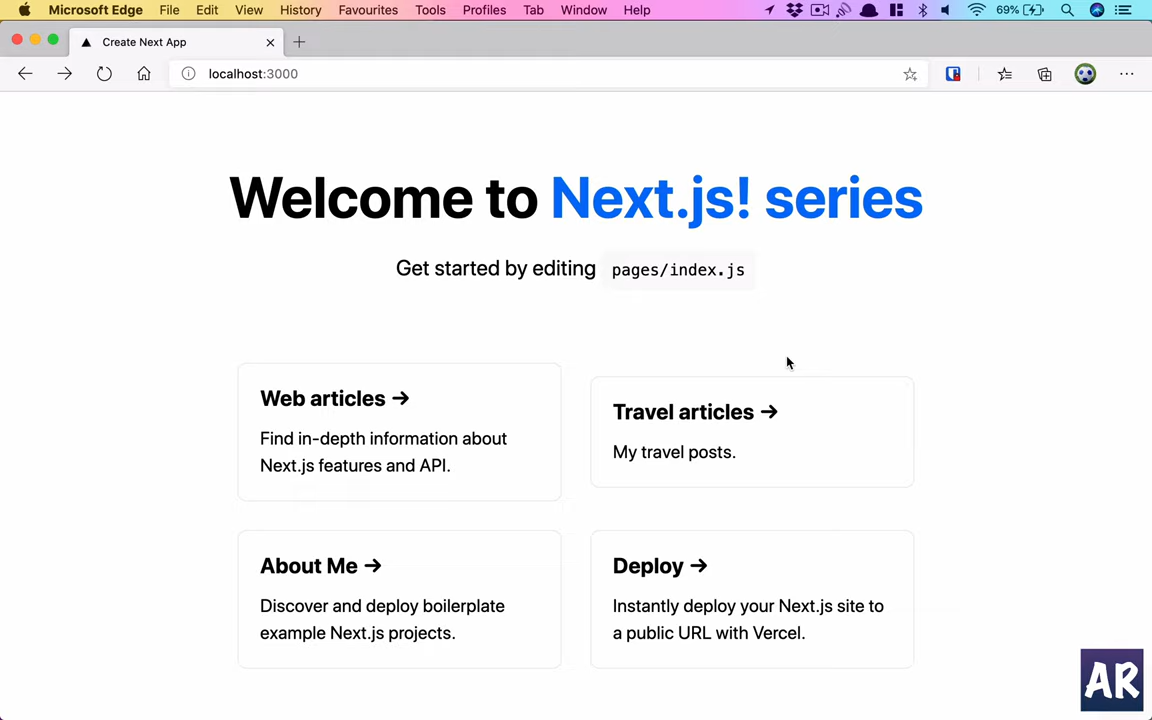 Microsoft Edge File Edit View History Favourites Tools Profiles Tab Window Help 69%
Create Next App
localhost:3000
Welcome to Next.js! series
Get started by editing pages/index.js
Web articles →
Find in-depth information about
Next.js features and API.
Travel articles →
My travel posts.
About Me →
Discover and deploy boilerplate
example Next.js projects.
Deploy →
Instantly deploy your Next.js site to
a public URL with Vercel.
AR